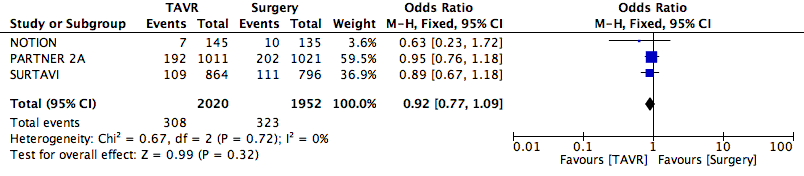 TAVR Surgery Odds Ratio Odds Ratio
Study or Subgroup Events Total Events Total Weight M-H, Fixed, 95% CI M-H, Fixed, 95% CI
NOTION 7 145 10 135 3.6% 0.63 [0.23, 1.72]
PARTNER 2A 192 1011 202 1021 59.5% 0.95 [0.76, 1.18]
SURTAVI 109 864 111 796 36.9% 0.89 [0.67, 1.18]
Total (95% CI) 2020 1952 100.0% 0.92 [0.77, 1.09]
Total events 308 323
Heterogeneity: Chi² = 0.67, df = 2 (P = 0.72); I² = 0%
Test for overall effect: Z = 0.99 (P = 0.32)
0.01 0.1 1 10 100
Favours [TAVR] Favours [Surgery]